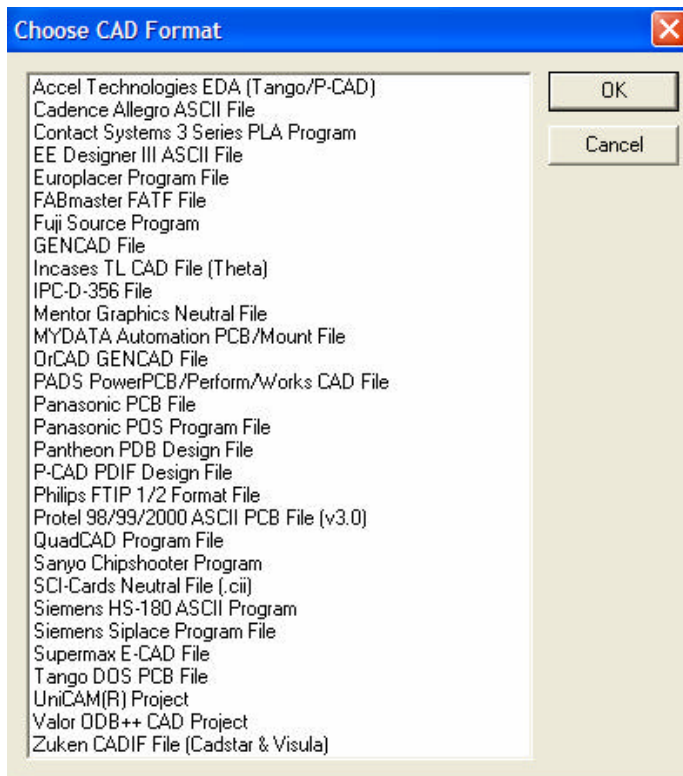 Choose CAD Format
Accel Technologies EDA (Tango/P-CAD)
Cadence Allegro ASCII File
Contact Systems 3 Series PLA Program
EE Designer III ASCII File
Europlacer Program File
FABmaster FATF File
Fuji Source Program
GENCAD File
Incases TL CAD File (Theta)
IPC-D-356 File
Mentor Graphics Neutral File
MYDATA Automation PCB/Mount File
OrCAD GENCAD File
PADS PowerPCB/Perform/Works CAD File
Panasonic PCB File
Panasonic POS Program File
Pantheon PDB Design File
P-CAD PDIF Design File
Philips FTIP 1/2 Format File
Protel 98/99/2000 ASCII PCB File (v3.0)
QuadCAD Program File
Sanyo Chipshooter Program
SCI-Cards Neutral File (.cii)
Siemens HS-180 ASCII Program
Siemens Siplace Program File
Supermax E-CAD File
Tango DOS PCB File
UniCAM(R) Project
Valor ODB++ CAD Project
Zuken CADIF File (Cadstar & Visula)
OK
Cancel